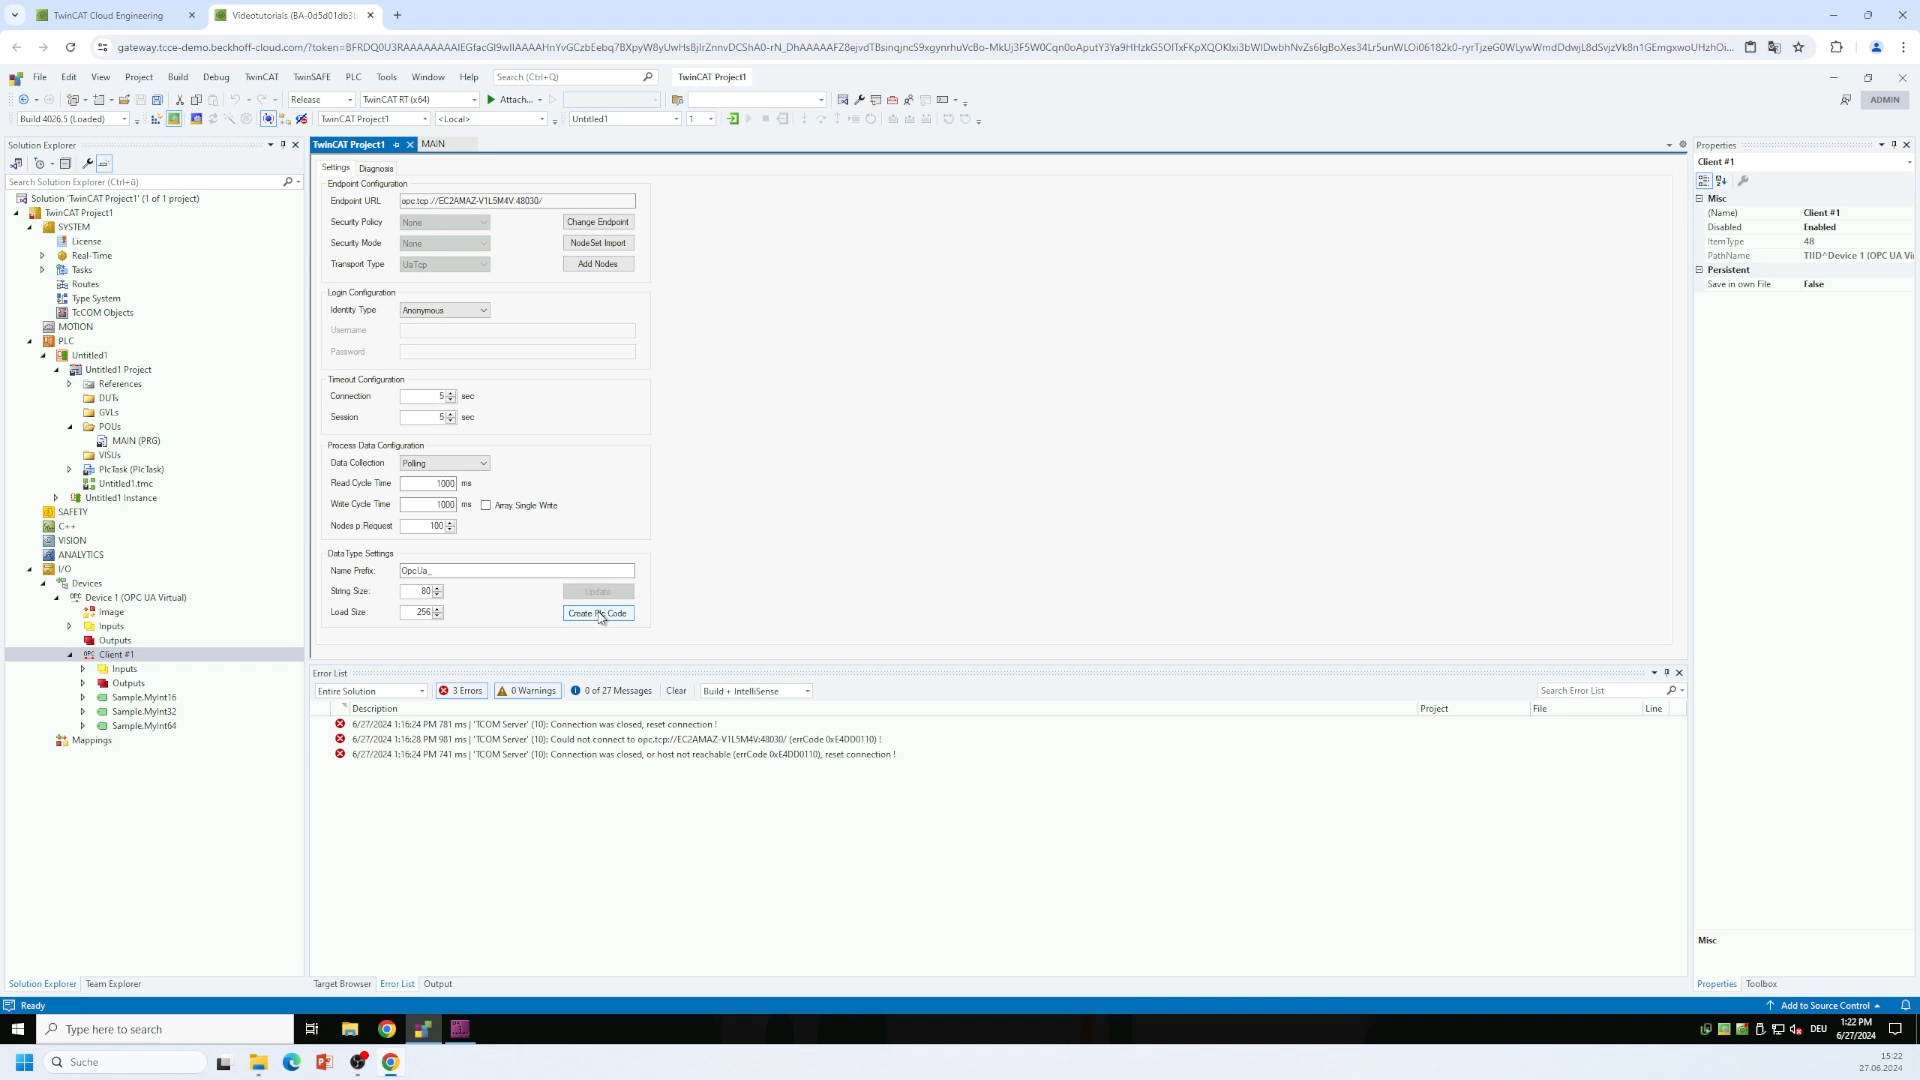 TwinCAT Cloud Engineering
Videotutorials (BA-0d5d01db3
gateway.tcce-demo.beckhoff-cloud.com/?token=
File Edit View Project Build Debug TwinCAT TwinSAFE PLC Tools Window Help Search (Ctrl+Q) TwinCAT Project1
Release TwinCAT RT (x64) Attach... ADMIN
Build 4026.5 (Loaded) TwinCAT Project1 <Local> Untitled1 1
Solution Explorer
Search Solution Explorer (Ctrl+ü)
Solution 'TwinCAT Project1' (1 of 1 project)
TwinCAT Project1
SYSTEM
License
Real-Time
Tasks
Routes
Type System
TcCOM Objects
MOTION
PLC
Untitled1
Untitled1 Project
References
DUTs
GVLs
POUs
MAIN (PRG)
VISUs
PlcTask (PlcTask)
Untitled1.tmc
Untitled1 Instance
SAFETY
C++
VISION
ANALYTICS
I/O
Devices
Device 1 (OPC UA Virtual)
Image
Inputs
Outputs
Client #1
Inputs
Outputs
Sample.MyInt16
Sample.MyInt32
Sample.MyInt64
Mappings
Solution Explorer Team Explorer
TwinCAT Project1 MAIN
Settings Diagnosis
Endpoint Configuration
Endpoint URL opc.tcp://EC2AMAZ-V1L5M4V:48030/
Security Policy None Change Endpoint
Security Mode None NodeSet Import
Transport Type UaTcp Add Nodes
Login Configuration
Identity Type Anonymous
Username
Password
Timeout Configuration
Connection 5 sec
Session 5 sec
Process Data Configuration
Data Collection Polling
Read Cycle Time 1000 ms
Write Cycle Time 1000 ms Array Single Write
Nodes p.Request 100
DataType Settings
Name Prefix: OpcUa_
String Size: 80 Update
Load Size: 256 Create Plc Code
Error List
Entire Solution 3 Errors 0 Warnings 0 of 27 Messages Clear Build + IntelliSense Search Error List
Description Project File Line
6/27/2024 1:16:24 PM 781 ms | 'TCOM Server' (10): Connection was closed, reset connection !
6/27/2024 1:16:28 PM 981 ms | 'TCOM Server' (10): Could not connect to opc.tcp://EC2AMAZ-V1L5M4V:48030/ (errCode 0xE4DD0110) !
6/27/2024 1:16:24 PM 741 ms | 'TCOM Server' (10): Connection was closed, or host not reachable (errCode 0xE4DD0110), reset connection !
Target Browser Error List Output
Properties
Client #1
Misc
(Name) Client #1
Disabled Enabled
ItemType 48
PathName TIID^Device 1 (OPC UA Vi
Persistent
Save in own File False
Misc
Properties Toolbox
Ready Add to Source Control
Type here to search DEU 1:22 PM
6/27/2024
Suche 15:22
27.06.2024